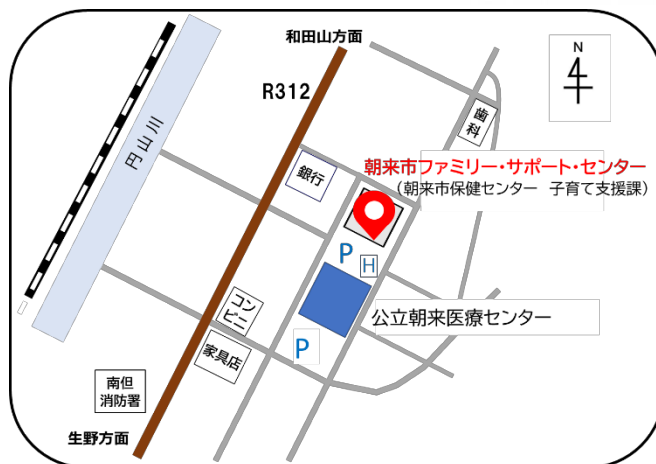 和田山方面
N
R312
歯科
円山川
銀行
朝来市ファミリー・サポート・センター
（朝来市保健センター　子育て支援課）
P
H
コン
ビニ
公立朝来医療センター
家具店
P
南但
消防署
生野方面